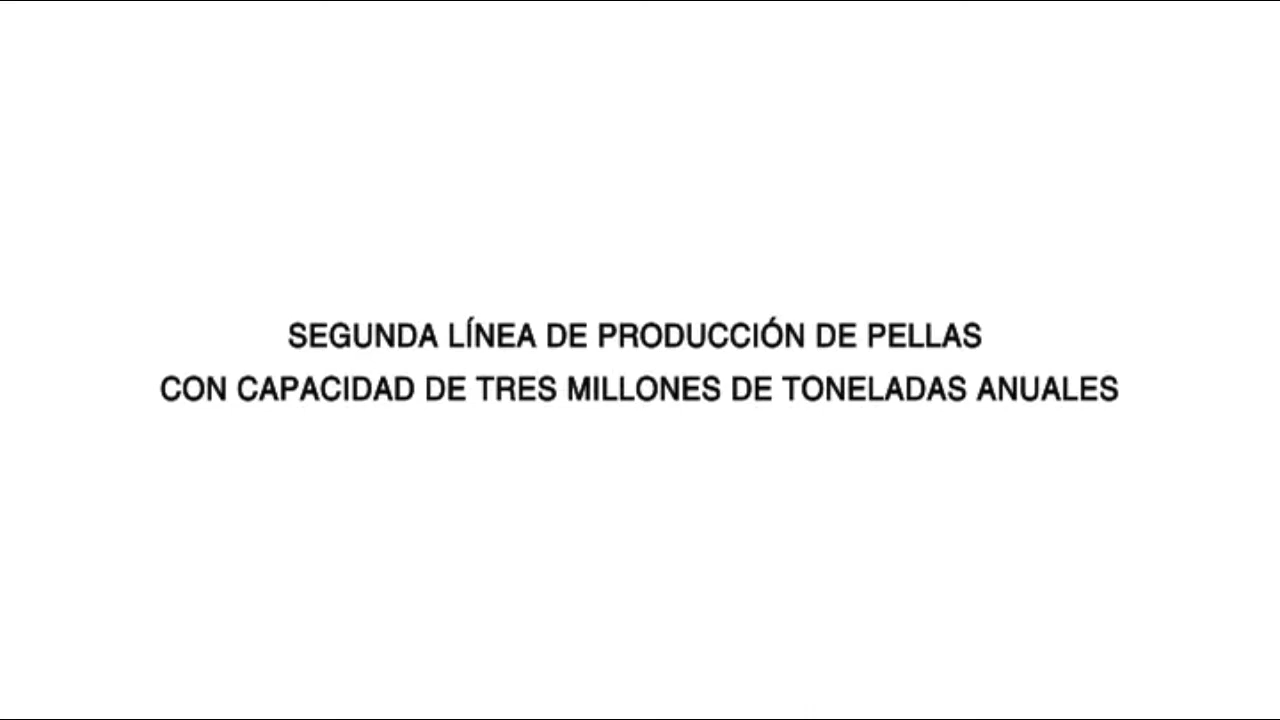 SEGUNDA LÍNEA DE PRODUCCIÓN DE PELLAS
CON CAPACIDAD DE TRES MILLONES DE TONELADAS ANUALES